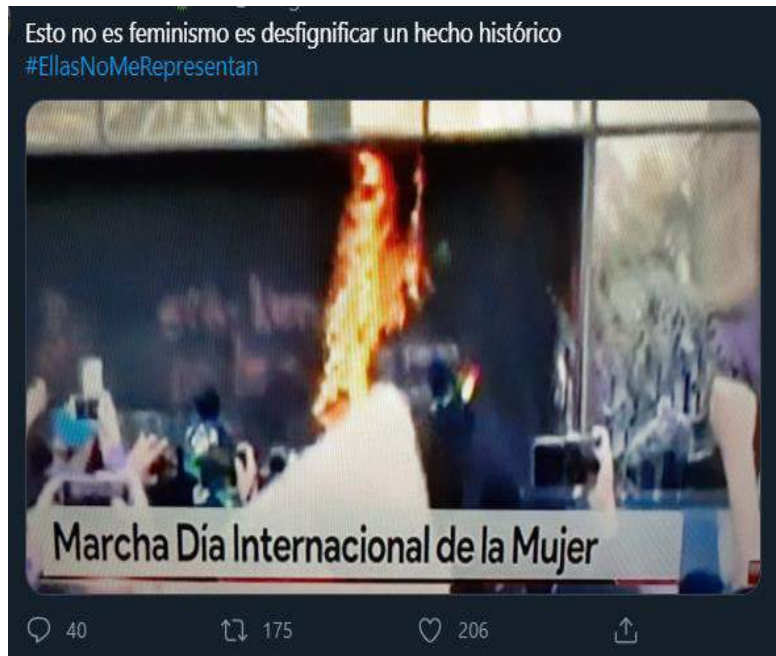 Esto no es feminismo es desfignificar un hecho histórico
#EllasNoMeRepresentan
Marcha Día Internacional de la Mujer
40
175
206